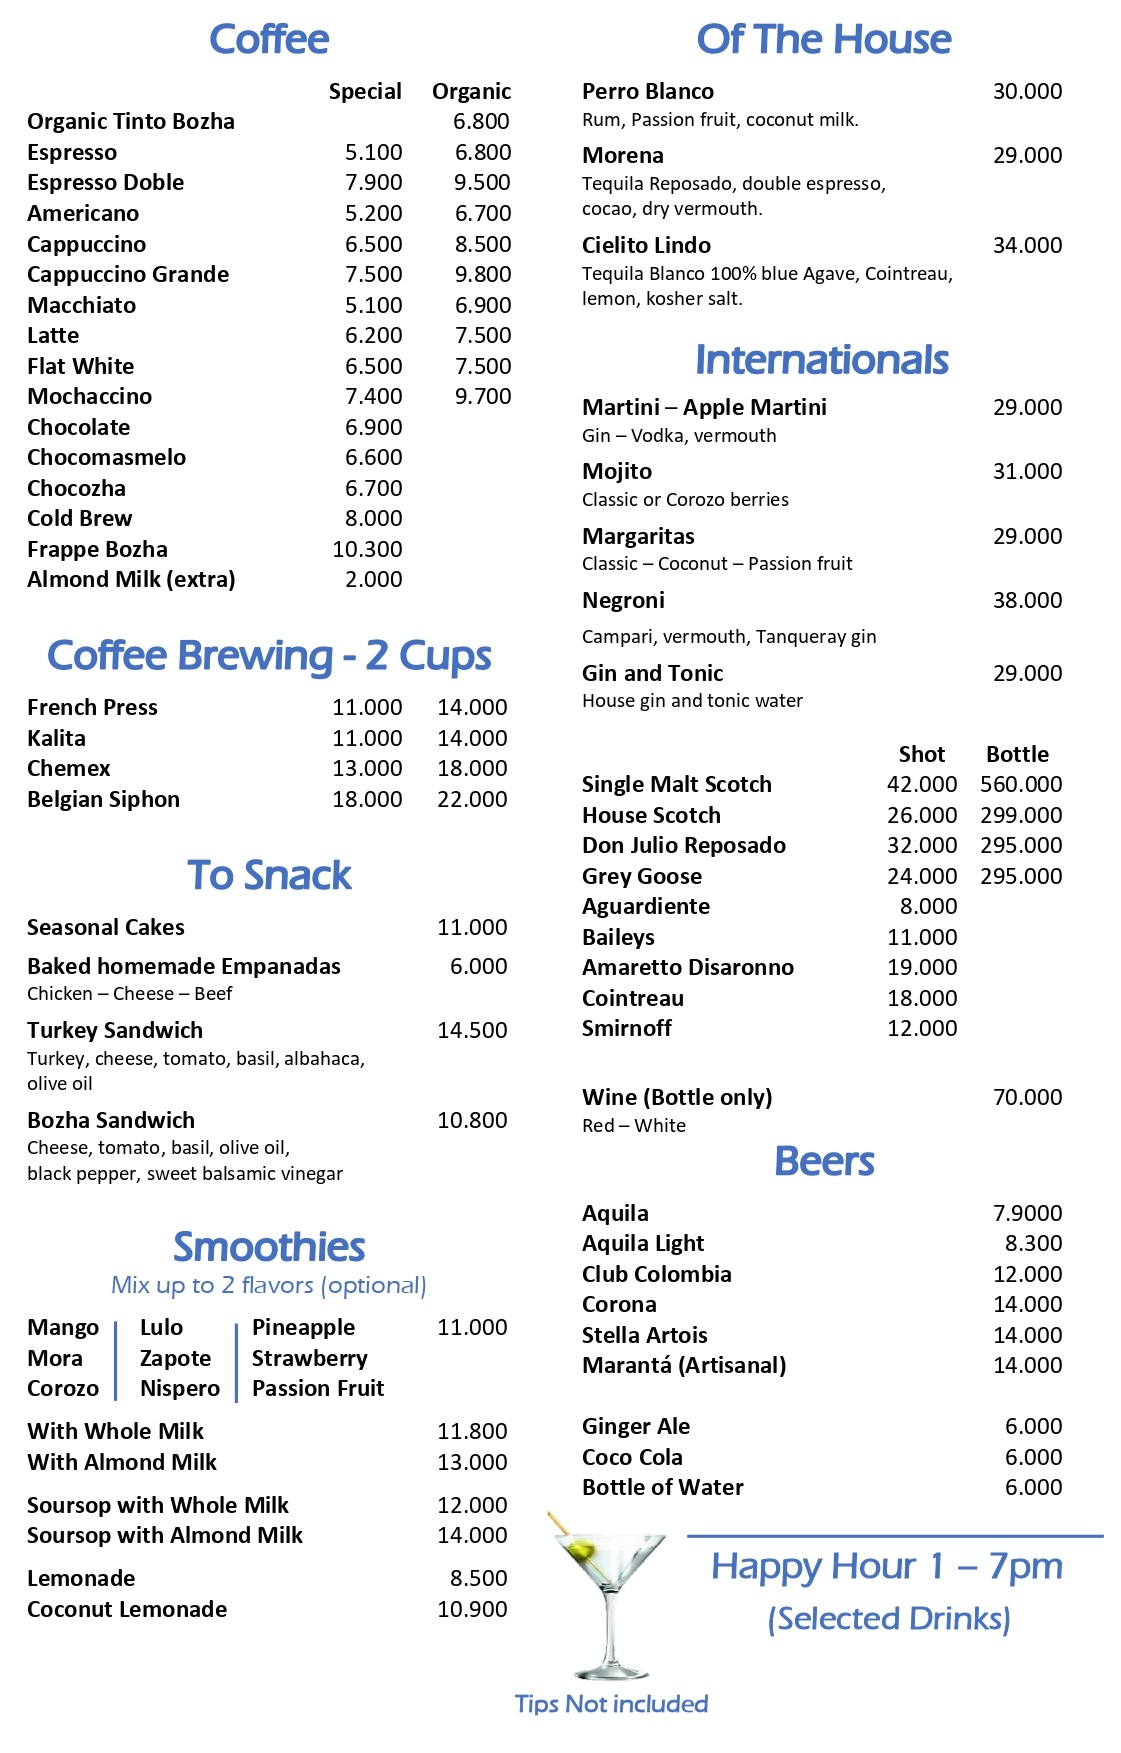 Coffee
Special Organic
Organic Tinto Bozha 6.800
Espresso 5.100 6.800
Espresso Doble 7.900 9.500
Americano 5.200 6.700
Cappuccino 6.500 8.500
Cappuccino Grande 7.500 9.800
Macchiato 5.100 6.900
Latte 6.200 7.500
Flat White 6.500 7.500
Mochaccino 7.400 9.700
Chocolate 6.900
Chocomasmelo 6.600
Chocozha 6.700
Cold Brew 8.000
Frappe Bozha 10.300
Almond Milk (extra) 2.000
Coffee Brewing - 2 Cups
French Press 11.000 14.000
Kalita 11.000 14.000
Chemex 13.000 18.000
Belgian Siphon 18.000 22.000
To Snack
Seasonal Cakes 11.000
Baked homemade Empanadas 6.000
Chicken – Cheese – Beef
Turkey Sandwich 14.500
Turkey, cheese, tomato, basil, albahaca,
olive oil
Bozha Sandwich 10.800
Cheese, tomato, basil, olive oil,
black pepper, sweet balsamic vinegar
Smoothies
Mix up to 2 flavors (optional)
Mango Lulo Pineapple 11.000
Mora Zapote Strawberry
Corozo Nispero Passion Fruit
With Whole Milk 11.800
With Almond Milk 13.000
Soursop with Whole Milk 12.000
Soursop with Almond Milk 14.000
Lemonade 8.500
Coconut Lemonade 10.900
Of The House
Perro Blanco 30.000
Rum, Passion fruit, coconut milk.
Morena 29.000
Tequila Reposado, double espresso,
cocao, dry vermouth.
Cielito Lindo 34.000
Tequila Blanco 100% blue Agave, Cointreau,
lemon, kosher salt.
Internationals
Martini – Apple Martini 29.000
Gin – Vodka, vermouth
Mojito 31.000
Classic or Corozo berries
Margaritas 29.000
Classic – Coconut – Passion fruit
Negroni 38.000
Campari, vermouth, Tanqueray gin
Gin and Tonic 29.000
House gin and tonic water
Shot Bottle
Single Malt Scotch 42.000 560.000
House Scotch 26.000 299.000
Don Julio Reposado 32.000 295.000
Grey Goose 24.000 295.000
Aguardiente 8.000
Baileys 11.000
Amaretto Disaronno 19.000
Cointreau 18.000
Smirnoff 12.000
Wine (Bottle only) 70.000
Red – White
Beers
Aquila 7.9000
Aquila Light 8.300
Club Colombia 12.000
Corona 14.000
Stella Artois 14.000
Marantá (Artisanal) 14.000
Ginger Ale 6.000
Coco Cola 6.000
Bottle of Water 6.000
Happy Hour 1 – 7pm
(Selected Drinks)
Tips Not included